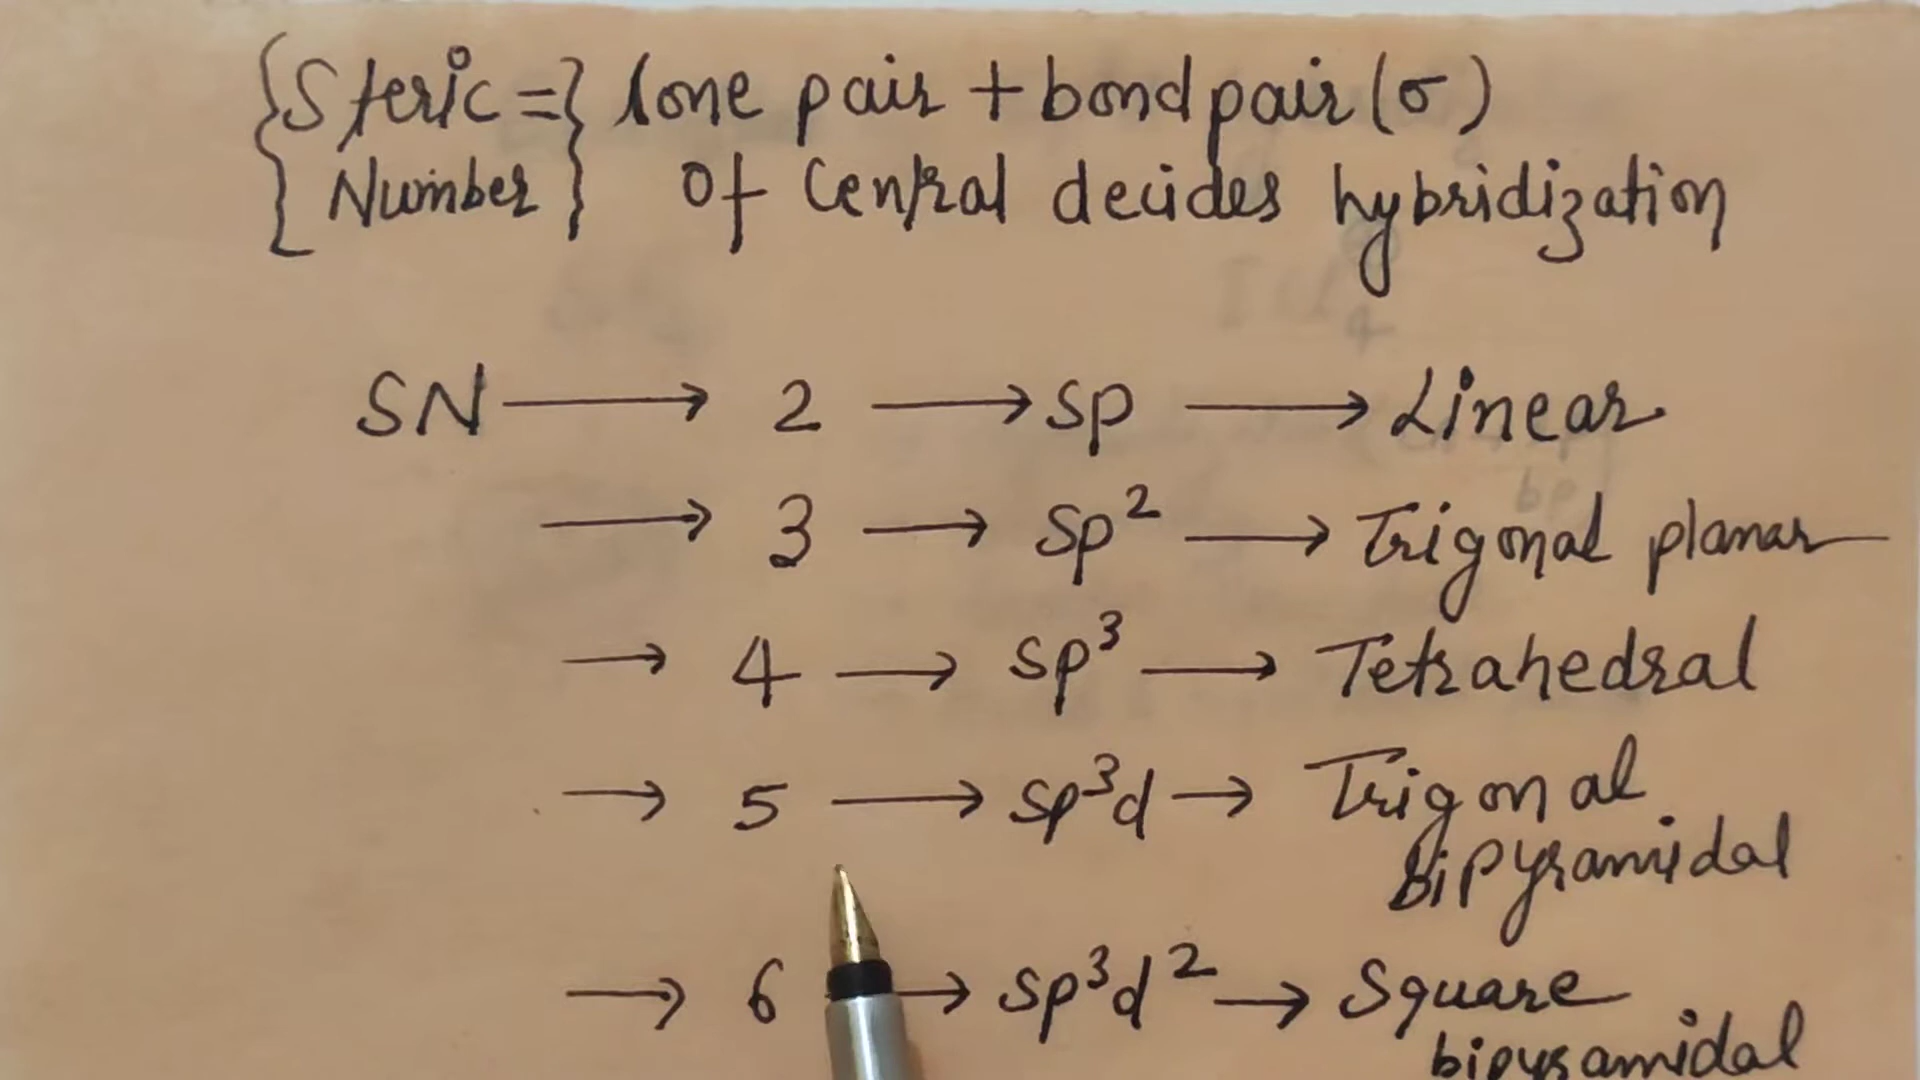 {Steric =} lone pair + bond pair (σ)
{Number} of Central decides hybridization
SN → 2 → sp → Linear
→ 3 → sp² → Trigonal planar
→ 4 → sp³ → Tetrahedral
→ 5 → sp³d → Trigonal
bipyramidal
→ 6 → sp³d² → Square
bipyramidal